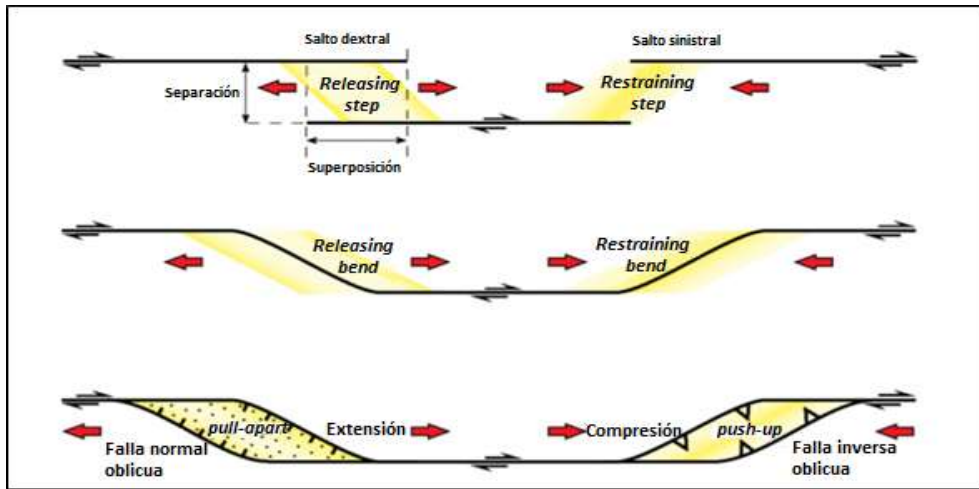 Salto dextral
Salto sinistral
Separación
Releasing
step
Restraining
step
Superposición
Releasing
bend
Restraining
bend
pull-apart
Extensión
Compresión
push-up
Falla normal
oblicua
Falla inversa
oblicua